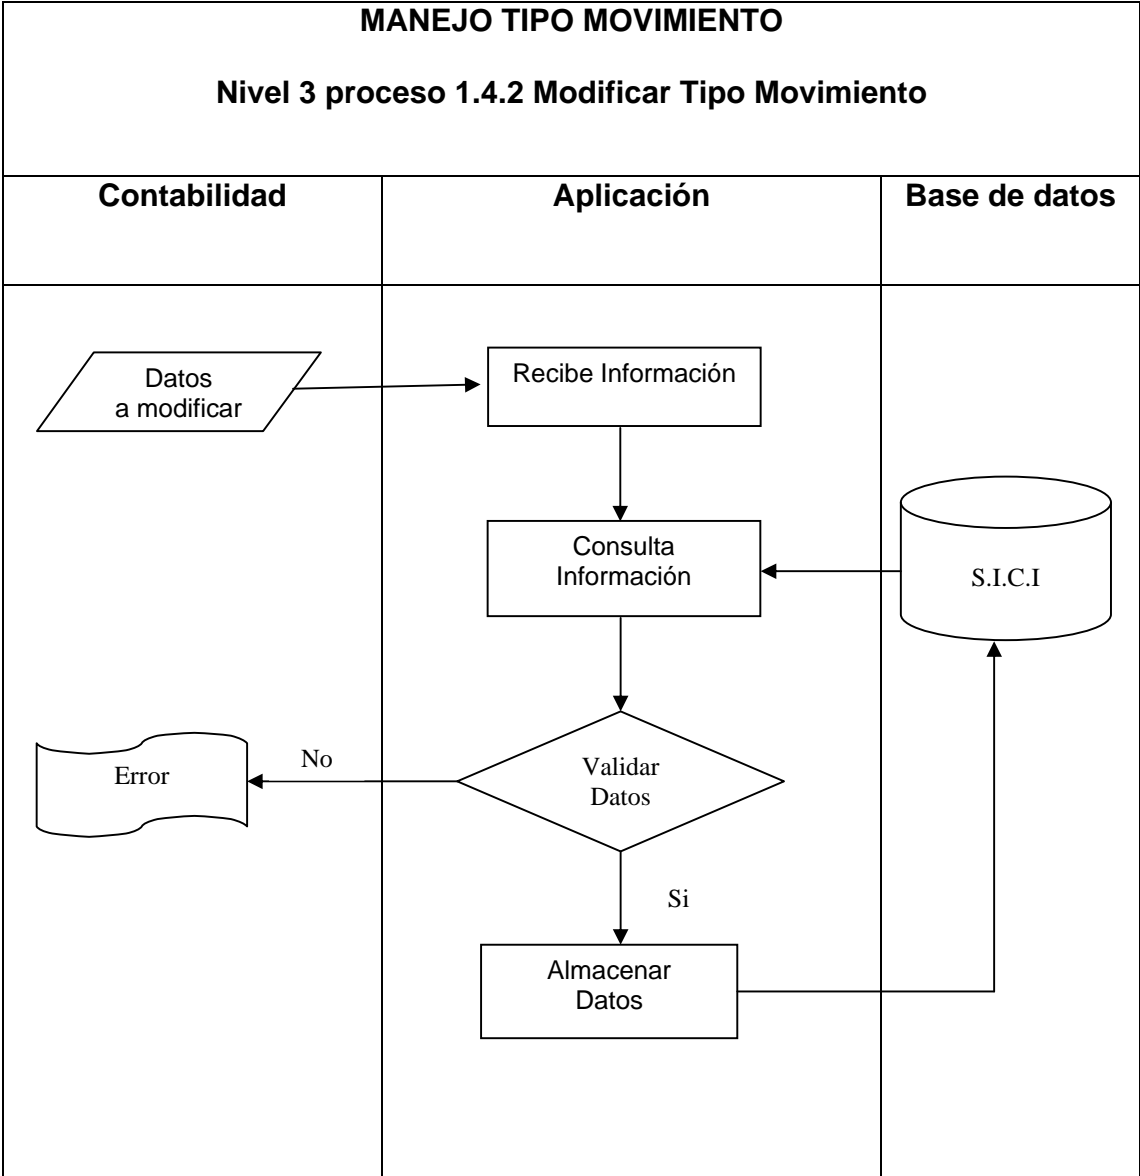 MANEJO TIPO MOVIMIENTO
Nivel 3 proceso 1.4.2 Modificar Tipo Movimiento
Contabilidad
Aplicación
Base de datos
Datos
a modificar
Recibe Información
Consulta
Información
S.I.C.I
Error
No
Validar
Datos
Si
Almacenar
Datos